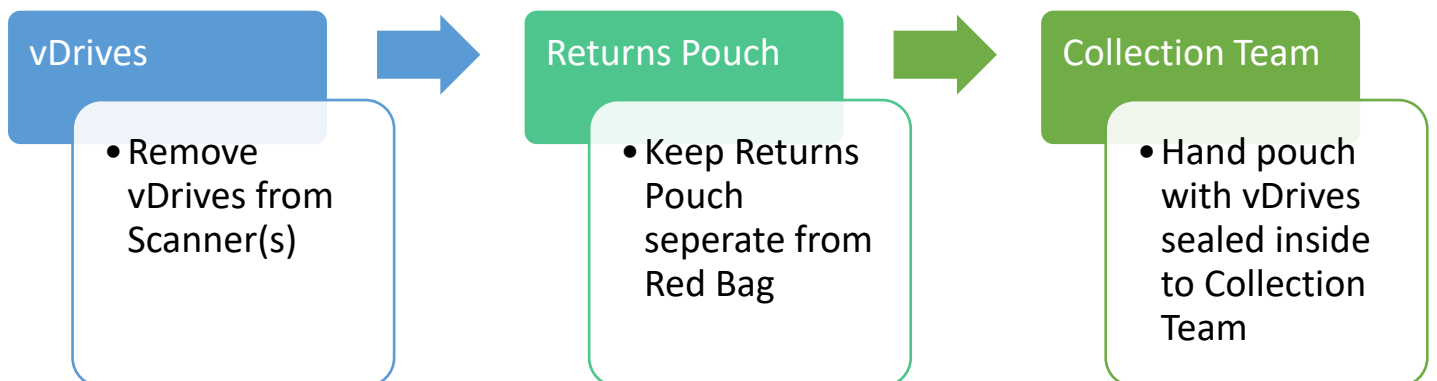 vDrives
• Remove
vDrives from
Scanner(s)
Returns Pouch
• Keep Returns
Pouch
seperate from
Red Bag
Collection Team
• Hand pouch
with vDrives
sealed inside
to Collection
Team